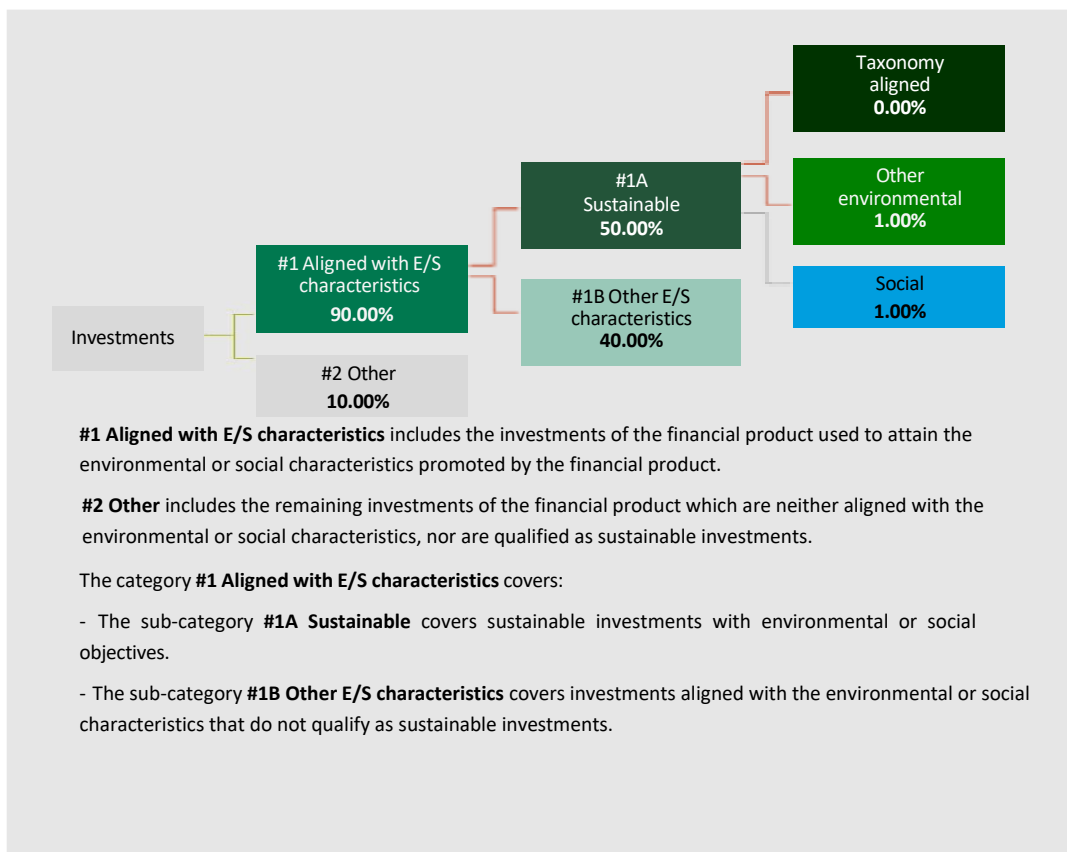 Taxonomy
aligned
0.00%
#1A
Sustainable
50.00%
Other
environmental
1.00%
#1 Aligned with E/S
characteristics
90.00%
#1B Other E/S
characteristics
40.00%
Social
1.00%
Investments
#2 Other
10.00%
#1 Aligned with E/S characteristics includes the investments of the financial product used to attain the
environmental or social characteristics promoted by the financial product.
#2 Other includes the remaining investments of the financial product which are neither aligned with the
environmental or social characteristics, nor are qualified as sustainable investments.
The category #1 Aligned with E/S characteristics covers:
- The sub-category #1A Sustainable covers sustainable investments with environmental or social
objectives.
- The sub-category #1B Other E/S characteristics covers investments aligned with the environmental or social
characteristics that do not qualify as sustainable investments.